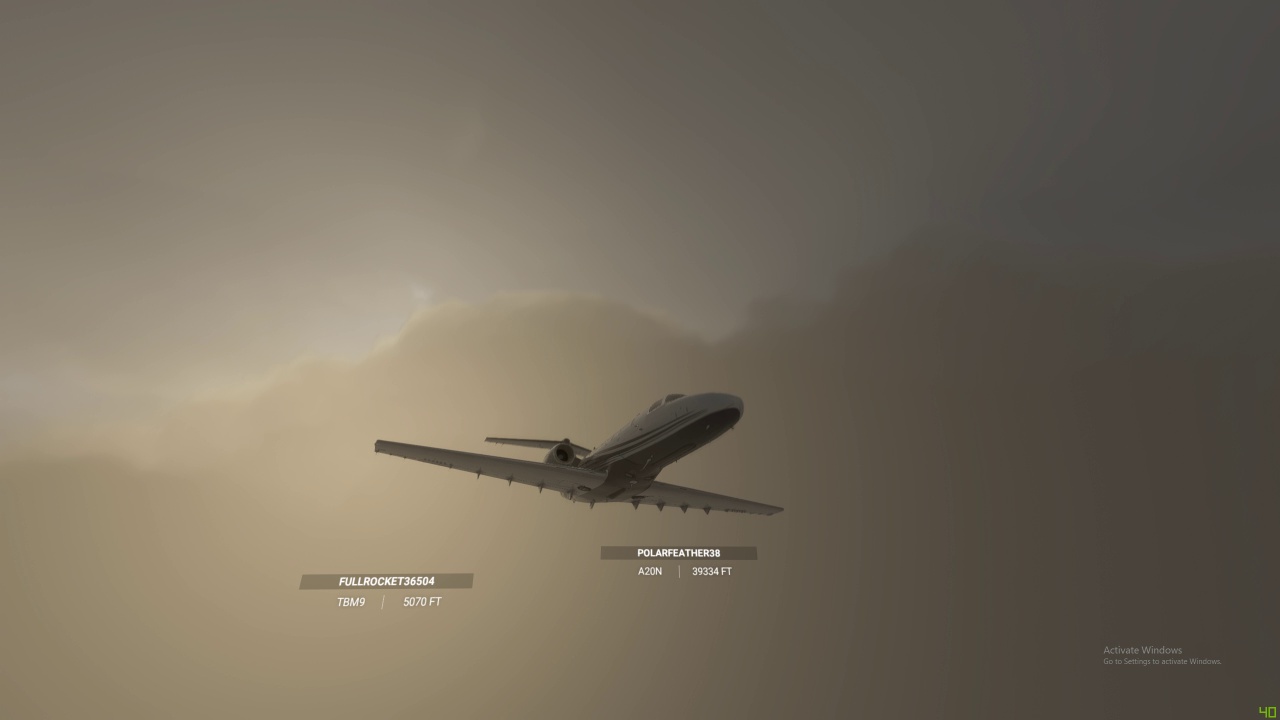 POLARFEATHER38
A20N | 39334 FT
FULLROCKET36504
TBM9 | 5070 FT
Activate Windows
Go to Settings to activate Windows.
40